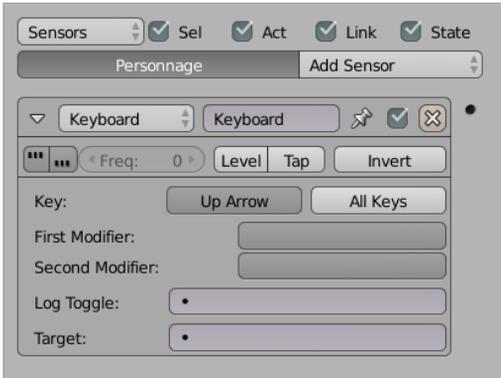 Sensors Sel Act Link State
Personnage Add Sensor
Keyboard Keyboard
Freq: 0 Level Tap Invert
Key: Up Arrow All Keys
First Modifier:
Second Modifier:
Log Toggle: •
Target: •